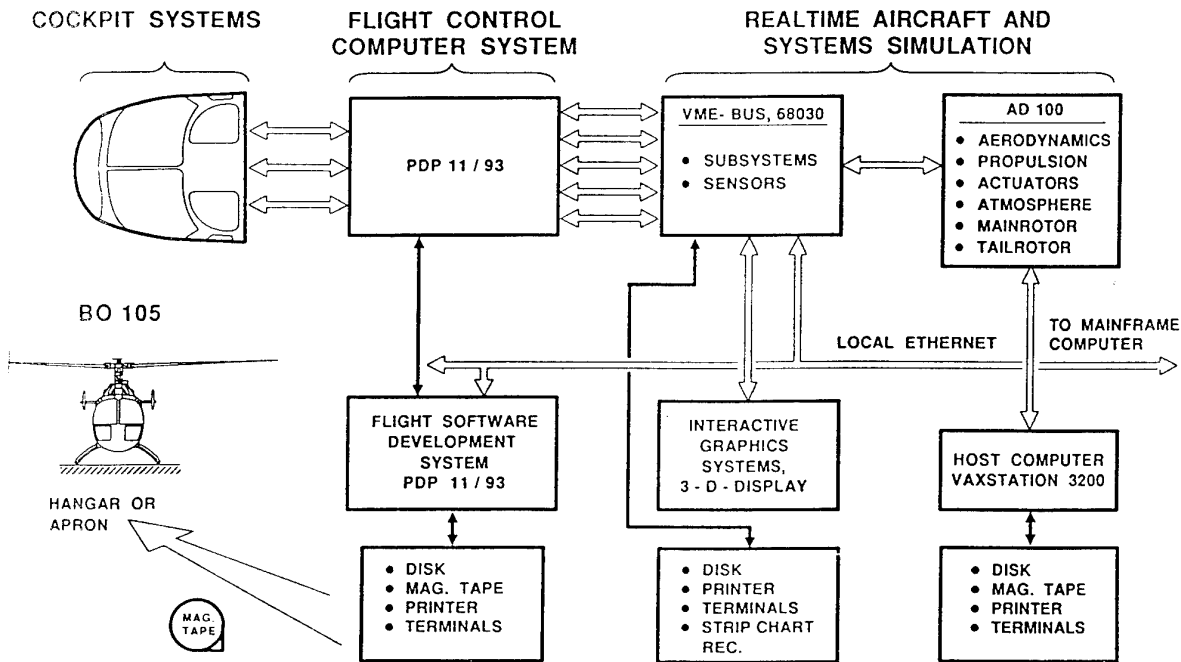 COCKPIT SYSTEMS
FLIGHT CONTROL
COMPUTER SYSTEM
REALTIME AIRCRAFT AND
SYSTEMS SIMULATION
PDP 11 / 93
VME- BUS, 68030
• SUBSYSTEMS
• SENSORS
AD 100
• AERODYNAMICS
• PROPULSION
• ACTUATORS
• ATMOSPHERE
• MAINROTOR
• TAILROTOR
BO 105
LOCAL ETHERNET
TO MAINFRAME
COMPUTER
FLIGHT SOFTWARE
DEVELOPMENT
SYSTEM
PDP 11 / 93
INTERACTIVE
GRAPHICS
SYSTEMS,
3 - D - DISPLAY
HOST COMPUTER
VAXSTATION 3200
HANGAR OR
APRON
MAG.
TAPE
• DISK
• MAG. TAPE
• PRINTER
• TERMINALS
• DISK
• PRINTER
• TERMINALS
• STRIP CHART
REC.
• DISK
• MAG. TAPE
• PRINTER
• TERMINALS